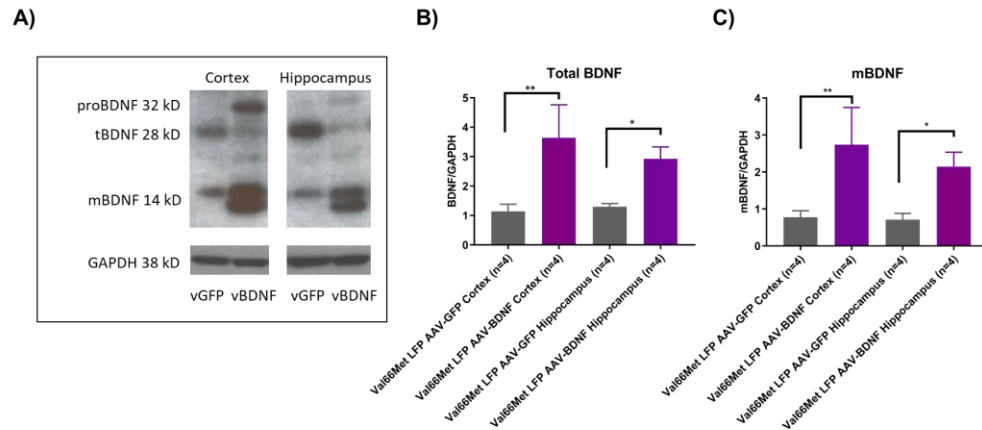 A)
Cortex Hippocampus
proBDNF 32 kD
tBDNF 28 kD
mBDNF 14 kD
GAPDH 38 kD
vGFP vBDNF vGFP vBDNF
B)
Total BDNF
BDNF/GAPDH
5
4
3
2
1
0
**
*
Val66Met LFP AAV-GFP Cortex (n=4)
Val66Met LFP AAV-BDNF Cortex (n=4)
Val66Met LFP AAV-GFP Hippocampus (n=4)
Val66Met LFP AAV-BDNF Hippocampus (n=4)
C)
mBDNF
mBDNF/GAPDH
4
3
2
1
0
**
*
Val66Met LFP AAV-GFP Cortex (n=4)
Val66Met LFP AAV-BDNF Cortex (n=4)
Val66Met LFP AAV-GFP Hippocampus (n=4)
Val66Met LFP AAV-BDNF Hippocampus (n=4)